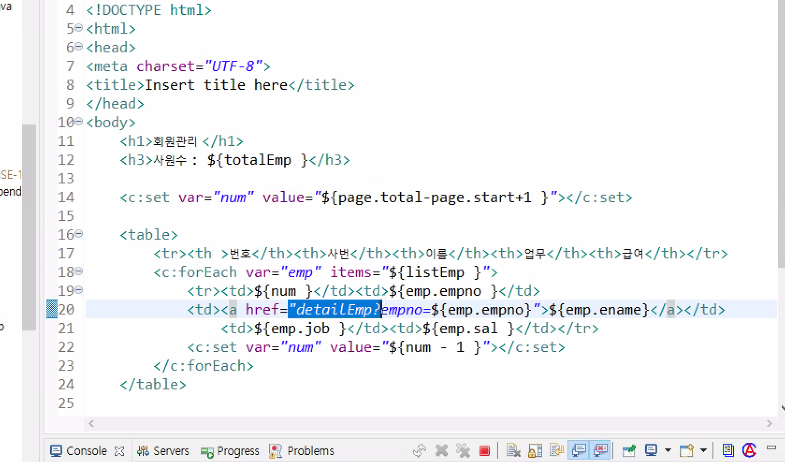 ava
SE-1
pend
p
4 <!DOCTYPE html>
5 <html>
6 <head>
7 <meta charset="UTF-8">
8 <title>Insert title here</title>
9 </head>
10 <body>
11 <h1>회원관리 </h1>
12 <h3>사원수 : ${totalEmp }</h3>
13
14 <c:set var="num" value="${page.total-page.start+1 }"></c:set>
15
16 <table>
17 <tr><th >번호</th><th>사번</th><th>이름</th><th>업무</th><th>급여</th></tr>
18 <c:forEach var="emp" items="${listEmp }">
19 <tr><td>${num }</td><td>${emp.empno }</td>
20 <td><a href="detailEmp?empno=${emp.empno}">${emp.ename}</a></td>
21 <td>${emp.job }</td><td>${emp.sal }</td></tr>
22 <c:set var="num" value="${num - 1 }"></c:set>
23 </c:forEach>
24 </table>
25
Console Servers Progress Problems